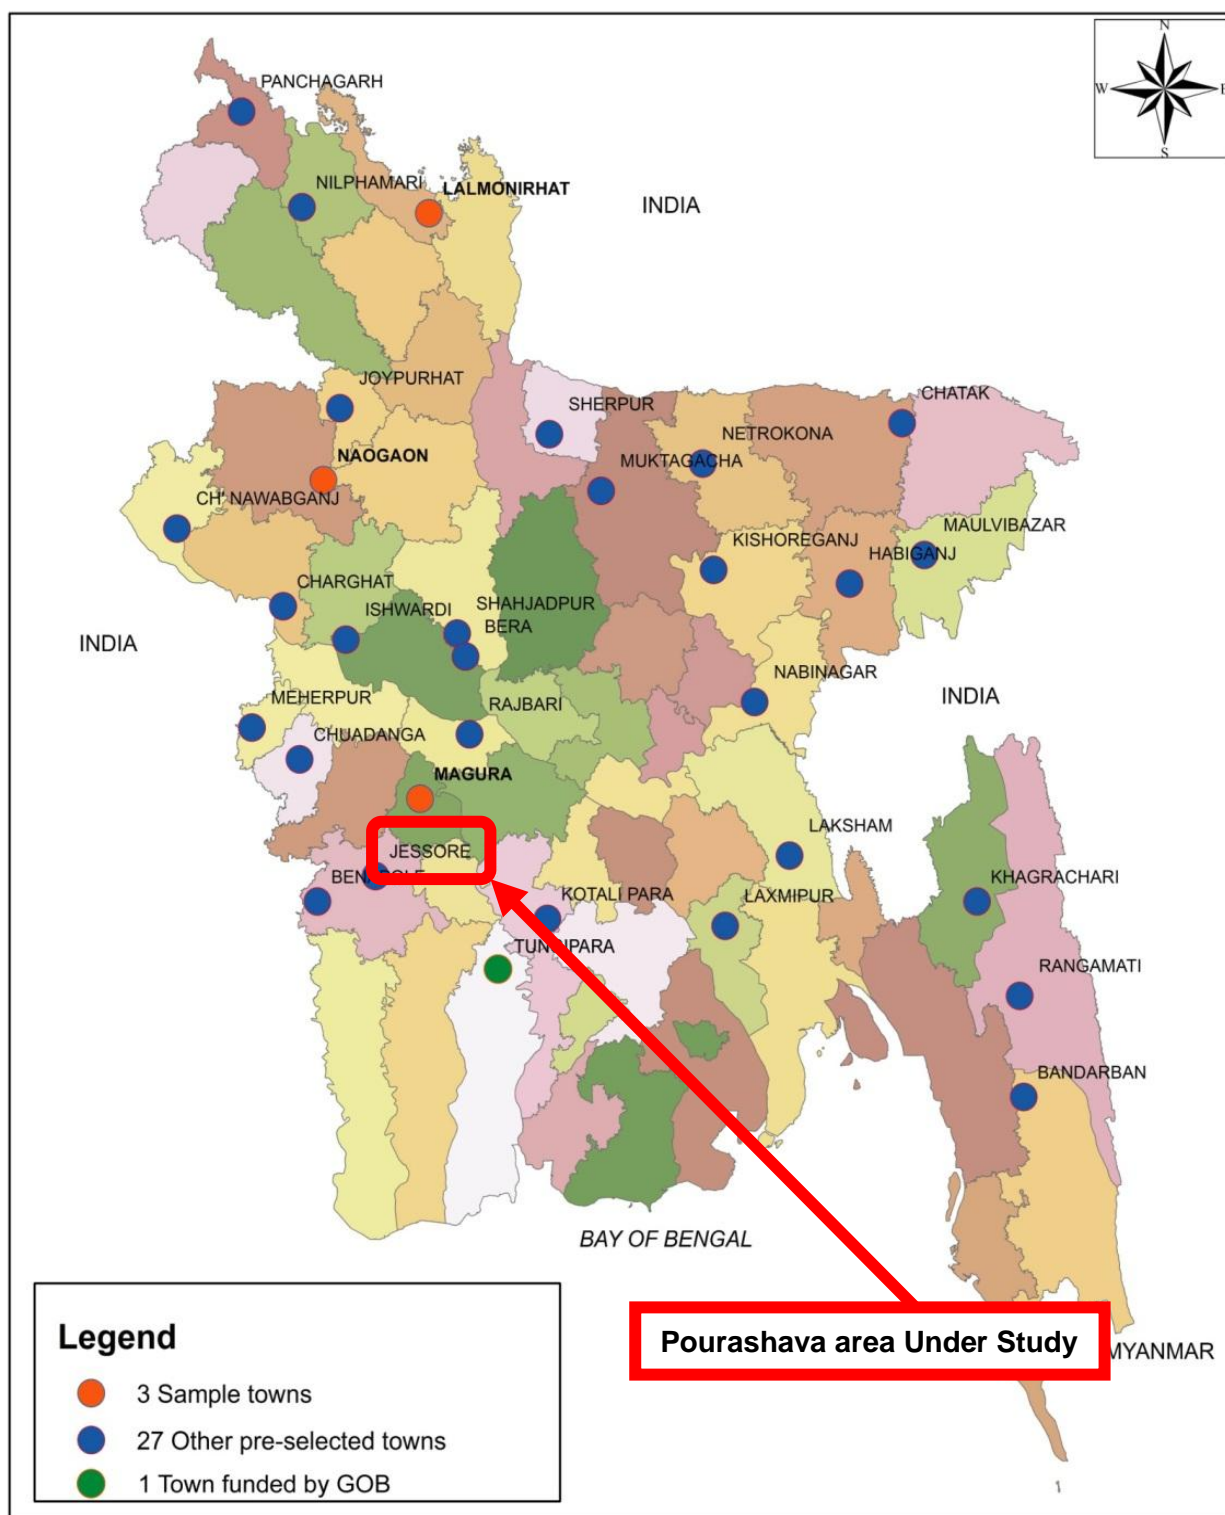 N
W
E
S
PANCHAGARH
NILPHAMARI
LALMONIRHAT
INDIA
JOYPURHAT
SHERPUR
CHATAK
NETROKONA
NAOGAON
MUKTAGACHA
CH' NAWABGANJ
MAULVIBAZAR
KISHOREGANJ
HABIGANJ
CHARGHAT
ISHWARDI
SHAHJADPUR
BERA
INDIA
NABINAGAR
MEHERPUR
RAJBARI
INDIA
CHUADANGA
MAGURA
JESSORE
LAKSHAM
KHAGRACHARI
KOTALI PARA
LAXMIPUR
RANGAMATI
BANDARBAN
BAY OF BENGAL
Pourashava area Under Study
MYANMAR
Legend
3 Sample towns
27 Other pre-selected towns
1 Town funded by GOB
1